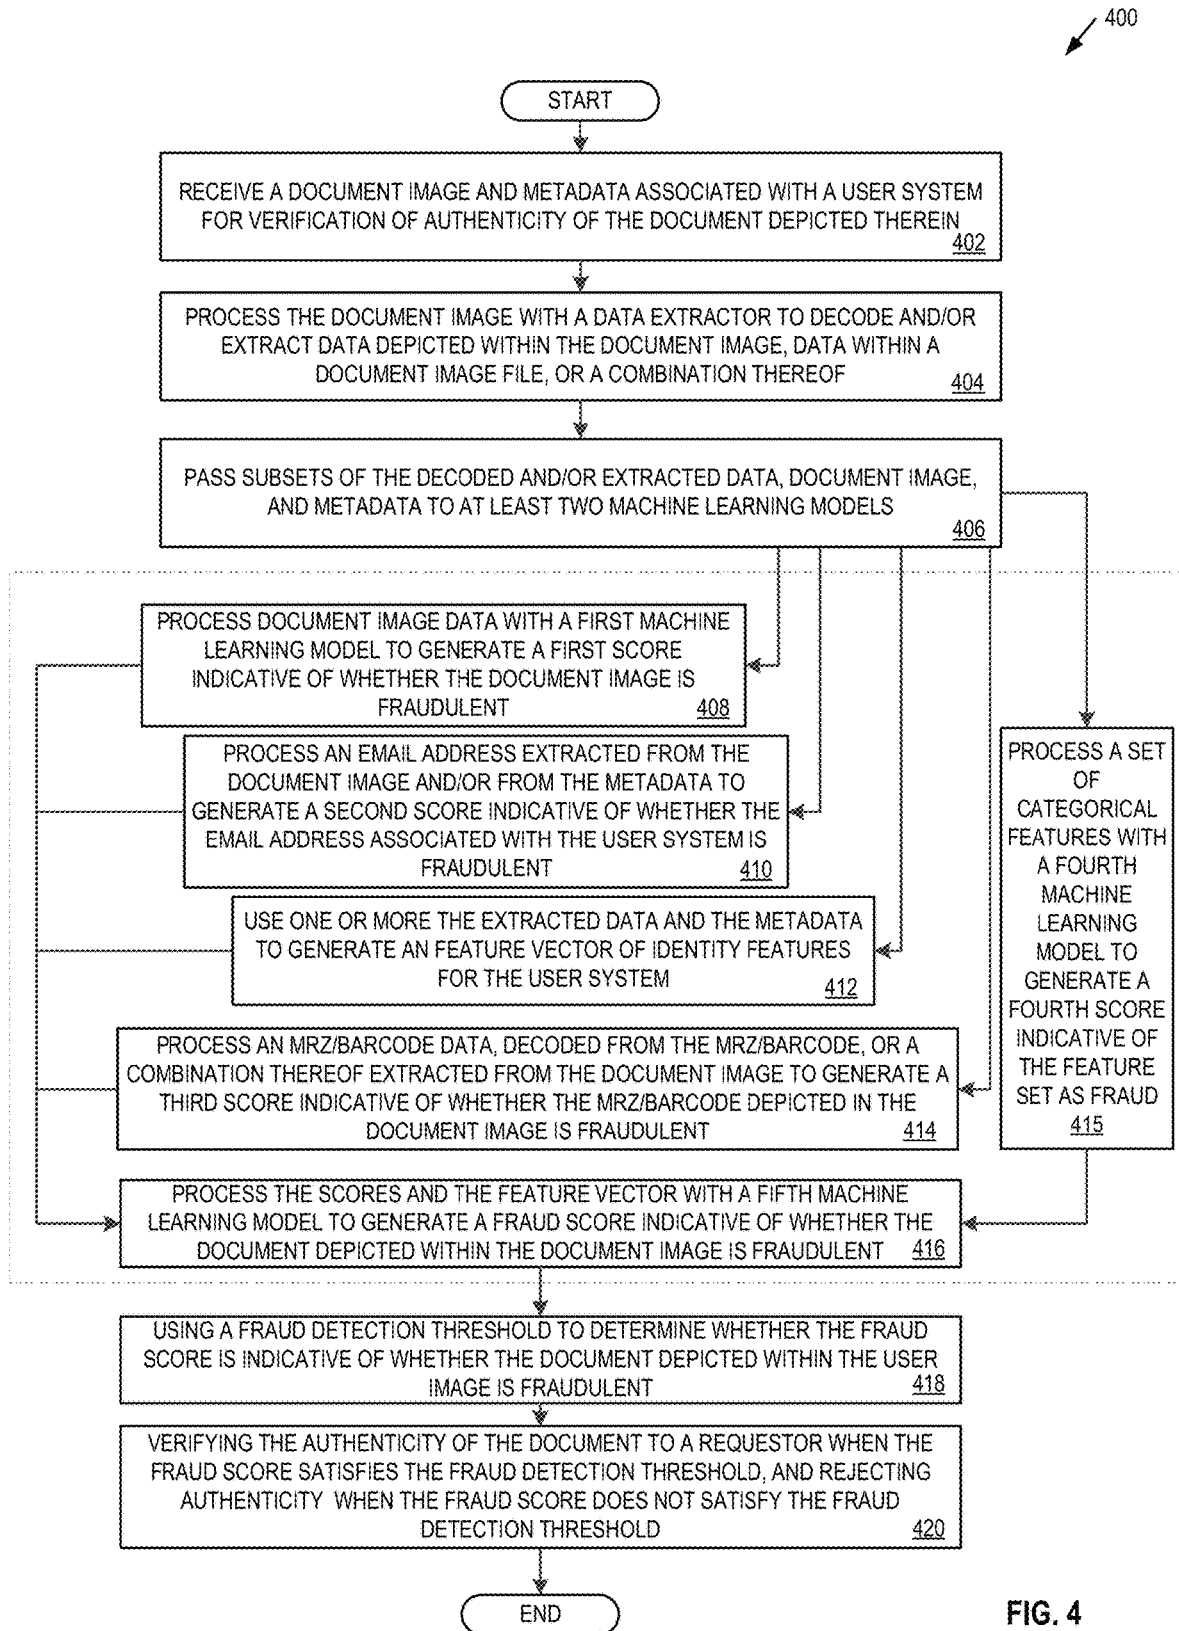 400
START
RECEIVE A DOCUMENT IMAGE AND METADATA ASSOCIATED WITH A USER SYSTEM
FOR VERIFICATION OF AUTHENTICITY OF THE DOCUMENT DEPICTED THEREIN
402
PROCESS THE DOCUMENT IMAGE WITH A DATA EXTRACTOR TO DECODE AND/OR
EXTRACT DATA DEPICTED WITHIN THE DOCUMENT IMAGE, DATA WITHIN A
DOCUMENT IMAGE FILE, OR A COMBINATION THEREOF
404
PASS SUBSETS OF THE DECODED AND/OR EXTRACTED DATA, DOCUMENT IMAGE,
AND METADATA TO AT LEAST TWO MACHINE LEARNING MODELS
406
PROCESS DOCUMENT IMAGE DATA WITH A FIRST MACHINE
LEARNING MODEL TO GENERATE A FIRST SCORE
INDICATIVE OF WHETHER THE DOCUMENT IMAGE IS
FRAUDULENT
408
PROCESS AN EMAIL ADDRESS EXTRACTED FROM THE
DOCUMENT IMAGE AND/OR FROM THE METADATA TO
GENERATE A SECOND SCORE INDICATIVE OF WHETHER THE
EMAIL ADDRESS ASSOCIATED WITH THE USER SYSTEM IS
FRAUDULENT
410
USE ONE OR MORE THE EXTRACTED DATA AND THE METADATA
TO GENERATE AN FEATURE VECTOR OF IDENTITY FEATURES
FOR THE USER SYSTEM
412
PROCESS AN MRZ/BARCODE DATA, DECODED FROM THE MRZ/BARCODE, OR A
COMBINATION THEREOF EXTRACTED FROM THE DOCUMENT IMAGE TO GENERATE A
THIRD SCORE INDICATIVE OF WHETHER THE MRZ/BARCODE DEPICTED IN THE
DOCUMENT IMAGE IS FRAUDULENT
414
PROCESS A SET
OF
CATEGORICAL
FEATURES WITH
A FOURTH
MACHINE
LEARNING
MODEL TO
GENERATE A
FOURTH SCORE
INDICATIVE OF
THE FEATURE
SET AS FRAUD
415
PROCESS THE SCORES AND THE FEATURE VECTOR WITH A FIFTH MACHINE
LEARNING MODEL TO GENERATE A FRAUD SCORE INDICATIVE OF WHETHER THE
DOCUMENT DEPICTED WITHIN THE DOCUMENT IMAGE IS FRAUDULENT
416
USING A FRAUD DETECTION THRESHOLD TO DETERMINE WHETHER THE FRAUD
SCORE IS INDICATIVE OF WHETHER THE DOCUMENT DEPICTED WITHIN THE USER
IMAGE IS FRAUDULENT
418
VERIFYING THE AUTHENTICITY OF THE DOCUMENT TO A REQUESTOR WHEN THE
FRAUD SCORE SATISFIES THE FRAUD DETECTION THRESHOLD, AND REJECTING
AUTHENTICITY WHEN THE FRAUD SCORE DOES NOT SATISFY THE FRAUD
DETECTION THRESHOLD
420
END
FIG. 4